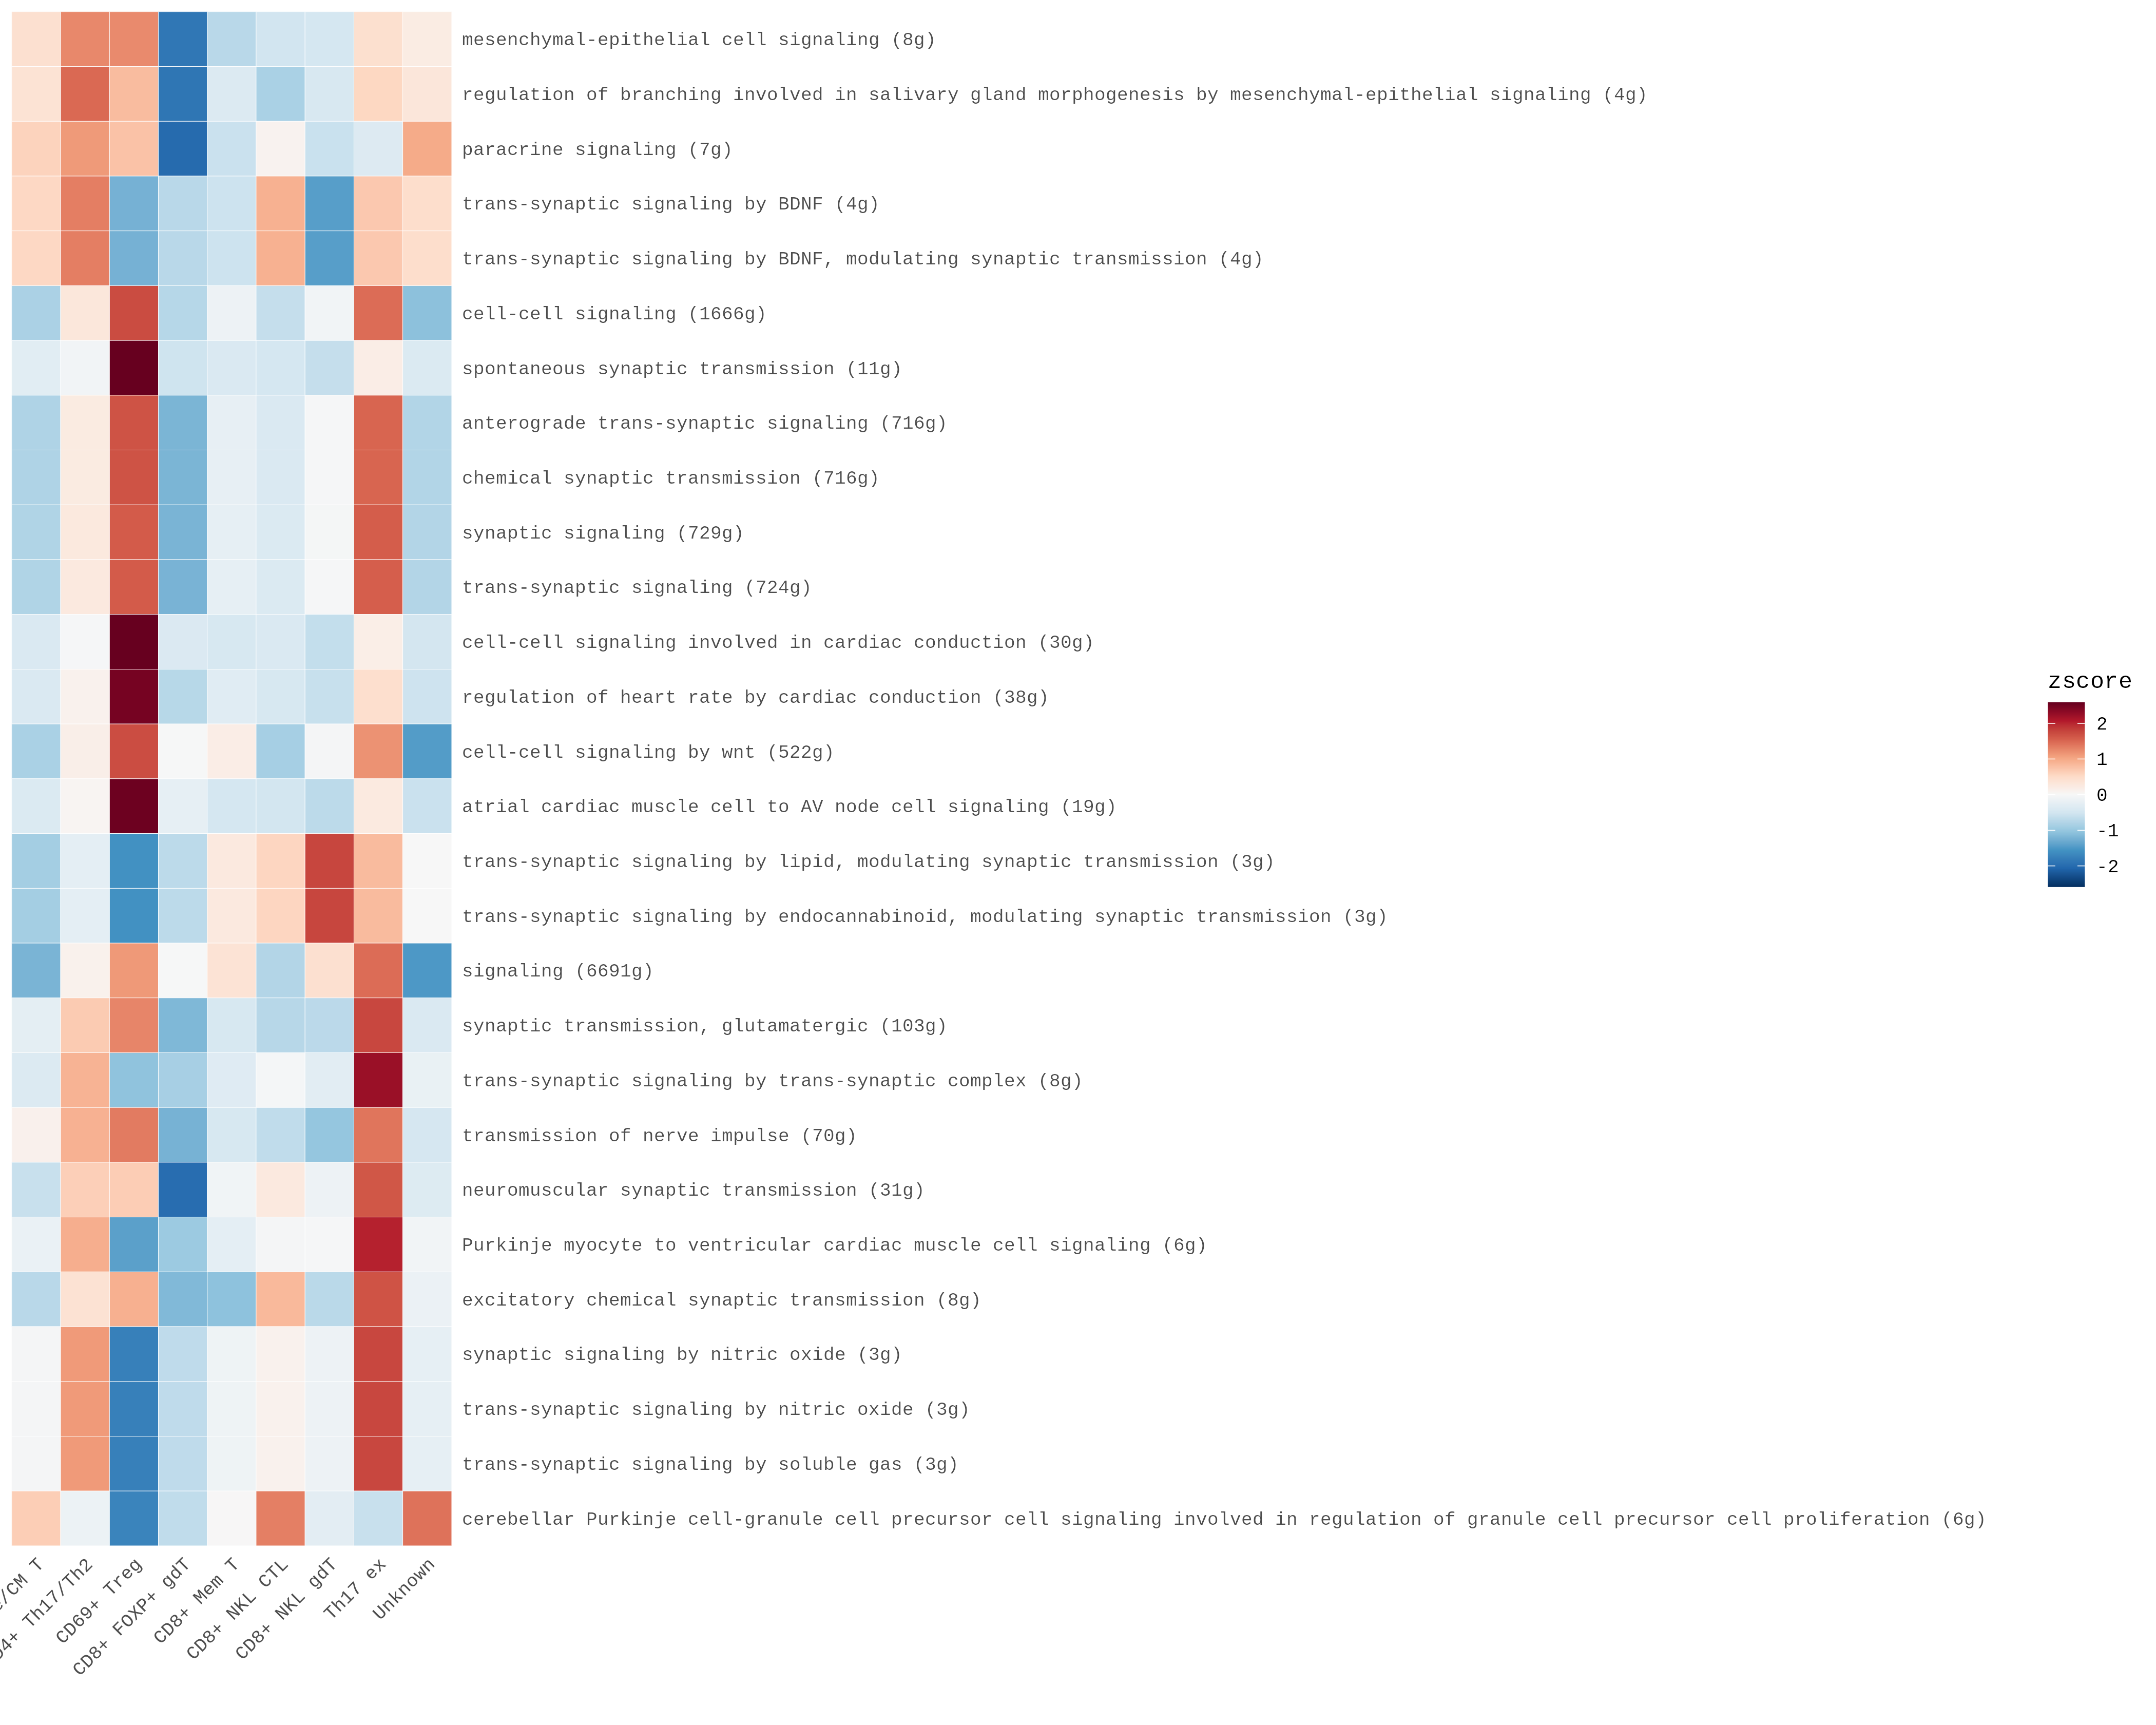 mesenchymal-epithelial cell signaling (8g)
regulation of branching involved in salivary gland morphogenesis by mesenchymal-epithelial signaling (4g)
paracrine signaling (7g)
trans-synaptic signaling by BDNF (4g)
trans-synaptic signaling by BDNF, modulating synaptic transmission (4g)
cell-cell signaling (1666g)
spontaneous synaptic transmission (11g)
anterograde trans-synaptic signaling (716g)
chemical synaptic transmission (716g)
synaptic signaling (729g)
trans-synaptic signaling (724g)
cell-cell signaling involved in cardiac conduction (30g)
regulation of heart rate by cardiac conduction (38g)
cell-cell signaling by wnt (522g)
atrial cardiac muscle cell to AV node cell signaling (19g)
trans-synaptic signaling by lipid, modulating synaptic transmission (3g)
trans-synaptic signaling by endocannabinoid, modulating synaptic transmission (3g)
signaling (6691g)
synaptic transmission, glutamatergic (103g)
trans-synaptic signaling by trans-synaptic complex (8g)
transmission of nerve impulse (70g)
neuromuscular synaptic transmission (31g)
Purkinje myocyte to ventricular cardiac muscle cell signaling (6g)
excitatory chemical synaptic transmission (8g)
synaptic signaling by nitric oxide (3g)
trans-synaptic signaling by nitric oxide (3g)
trans-synaptic signaling by soluble gas (3g)
cerebellar Purkinje cell-granule cell precursor cell signaling involved in regulation of granule cell precursor cell proliferation (6g)
/CM T
4+ Th17/Th2
CD69+ Treg
CD8+ FOXP+ gdT
CD8+ Mem T
CD8+ NKL CTL
CD8+ NKL gdT
Th17 ex
Unknown
zscore
2
1
0
-1
-2